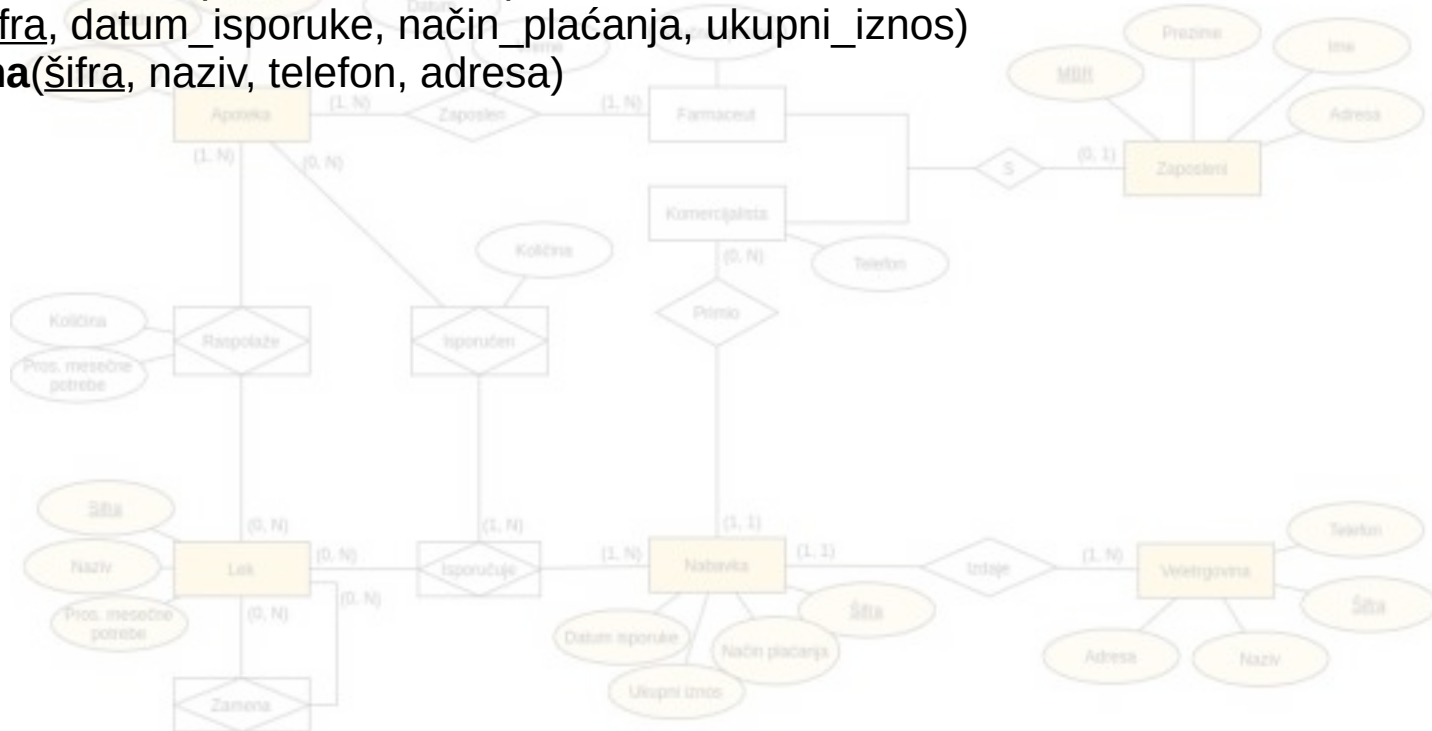 fra, datum_isporuke, način_plaćanja, ukupni_iznos)
na(šifra, naziv, telefon, adresa)
Prezime
Ime
MBR
Adresa
Apoteka
(1, N)
Zaposlen
(1, N)
Farmaceut
(1, N)
(0, N)
S
(0, 1)
Zaposleni
Komercijalista
Količina
(0, N)
Telefon
Količina
Raspolaže
Isporučen
Primio
Pros. mesečne
potrebe
Šifra
(0, N)
(1, N)
(1, 1)
Telefon
Naziv
Lek
(0, N)
Isporučuje
(1, N)
Nabavka
(1, 1)
Izdaje
(1, N)
Veletrgovina
(0, N)
Pros. mesečne
potrebe
(0, N)
Šifra
Šifra
Datum isporuke
Način plaćanja
Adresa
Naziv
Ukupni iznos
Zamena